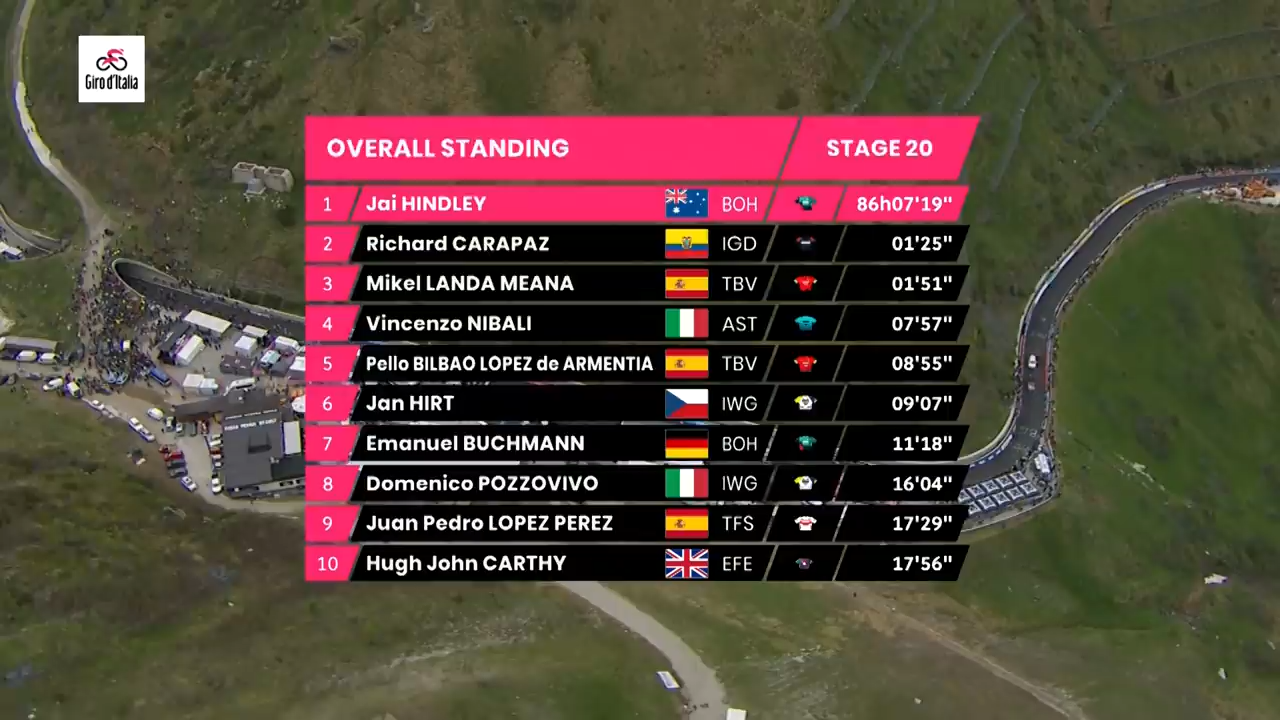 Giro d'Italia
OVERALL STANDING STAGE 20
1 Jai HINDLEY BOH 86h07'19"
2 Richard CARAPAZ IGD 01'25"
3 Mikel LANDA MEANA TBV 01'51"
4 Vincenzo NIBALI AST 07'57"
5 Pello BILBAO LOPEZ de ARMENTIA TBV 08'55"
6 Jan HIRT IWG 09'07"
7 Emanuel BUCHMANN BOH 11'18"
8 Domenico POZZOVIVO IWG 16'04"
9 Juan Pedro LOPEZ PEREZ TFS 17'29"
10 Hugh John CARTHY EFE 17'56"